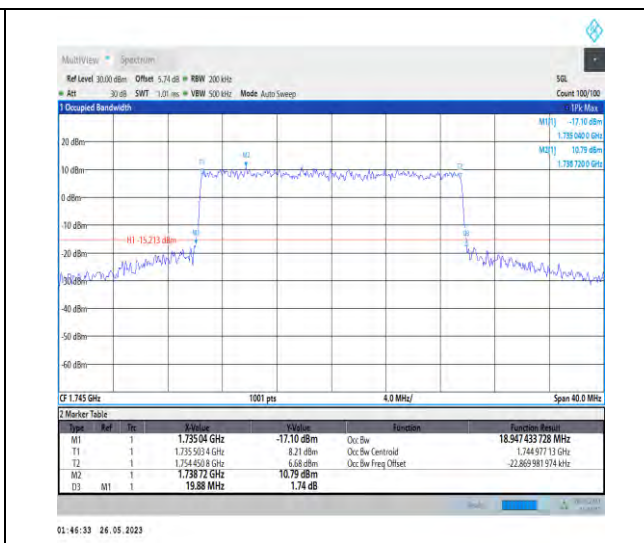 MultiView Spectrum
Ref Level 30.00 dBm Offset 5.74 dB RBW 200 kHz SGL
Att 30 dB SWT 1.01 ms VBW 500 kHz Mode Auto Sweep Count 100/100
1 Occupied Bandwidth 1Pk Max
M1[1] -17.10 dBm
1.735 040 0 GHz
M2[1] 10.79 dBm
1.738 720 0 GHz
20 dBm
10 dBm
T1 M2 T2
0 dBm
-10 dBm
H1 -15.213 dBm
-20 dBm
-30 dBm
-50 dBm
-60 dBm
CF 1.745 GHz 1001 pts 4.0 MHz/ Span 40.0 MHz
2 Marker Table
Type Ref Trc X-Value Y-Value Function Function Result
M1 1 1.735 04 GHz -17.10 dBm Occ Bw 18.947 433 728 MHz
T1 1 1.735 503 4 GHz 8.21 dBm Occ Bw Centroid 1.744 977 13 GHz
T2 1 1.754 450 8 GHz 6.68 dBm Occ Bw Freq Offset -22.869 981 974 kHz
M2 1 1.738 72 GHz 10.79 dBm
D3 M1 1 19.88 MHz 1.74 dB
01:46:33 26.05.2023